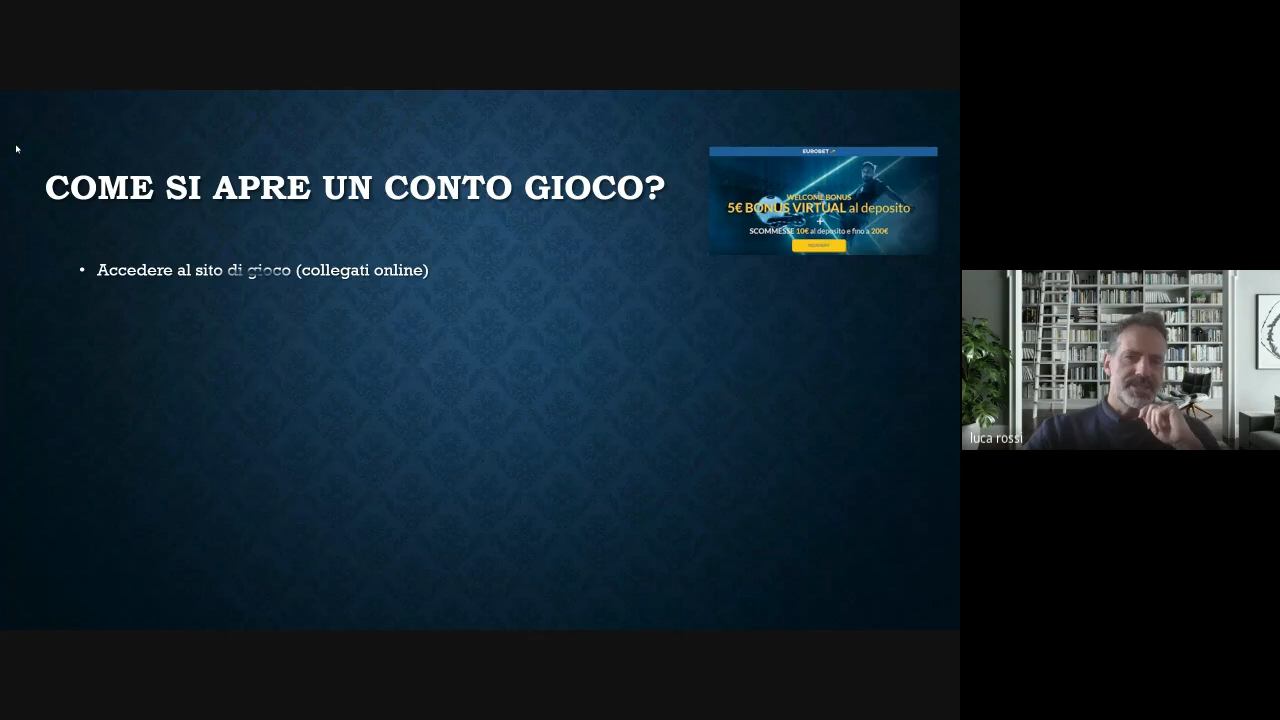 COME SI APRE UN CONTO GIOCO?
EUROBET
WELCOME BONUS
5€ BONUS VIRTUAL al deposito
+
SCOMMESSE 10€ al deposito e fino a 200€
• Accedere al sito di gioco (collegati online)
luca rossi